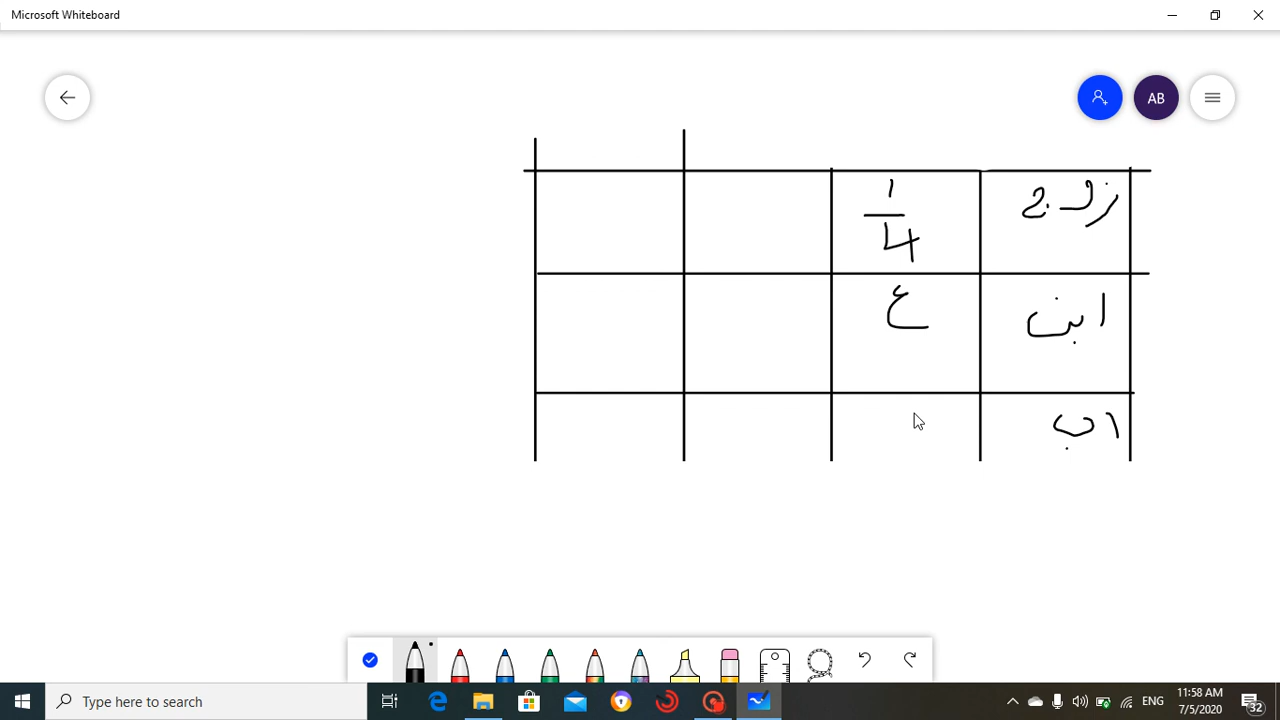 Microsoft Whiteboard
AB
زوج 1/4
ابن ع
اب
Type here to search
ENG
11:58 AM
7/5/2020
32